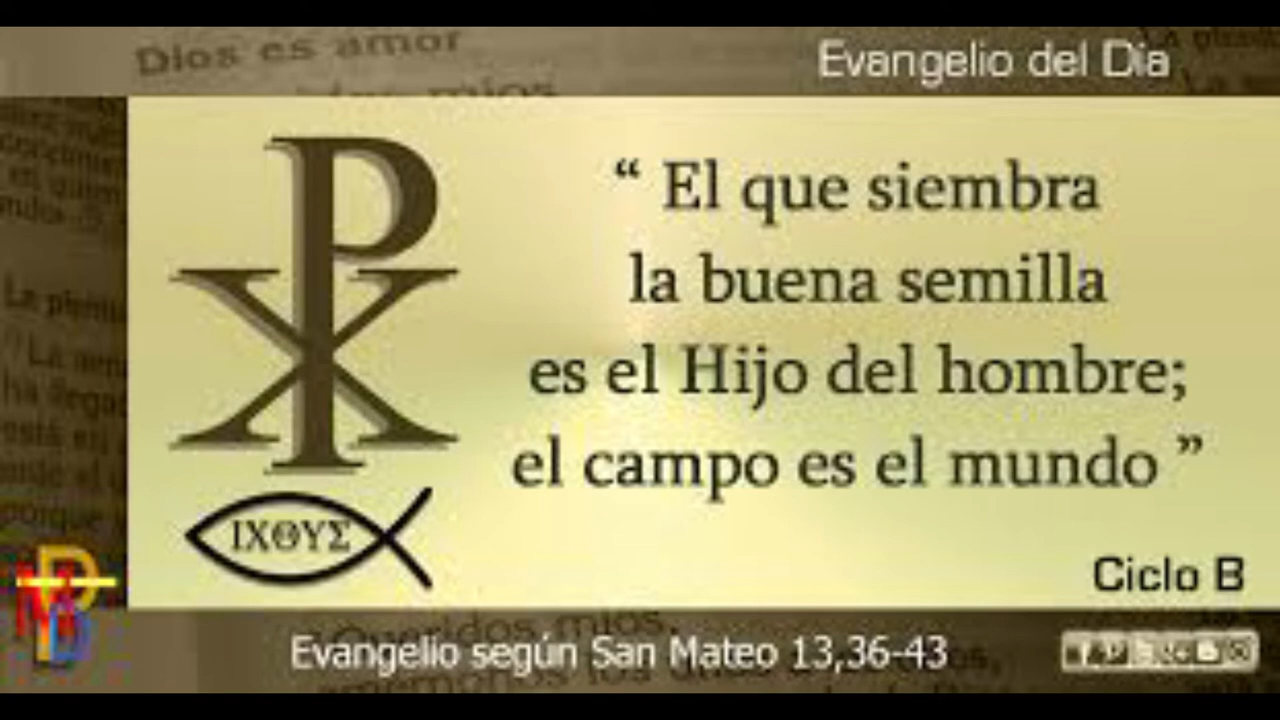 Dios es amor
Evangelio del Día
“ El que siembra
la buena semilla
es el Hijo del hombre;
el campo es el mundo ”
ΙΧΘΥΣ
Ciclo B
Evangelio según San Mateo 13,36-43